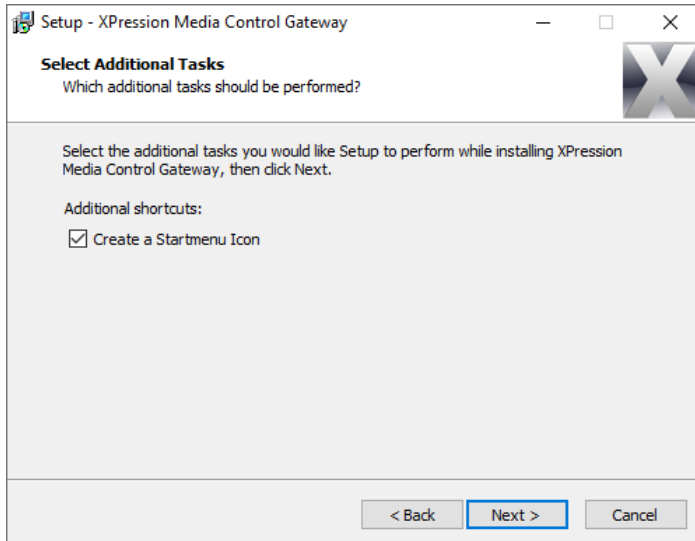 Setup - XPression Media Control Gateway
Select Additional Tasks
Which additional tasks should be performed?
X
Select the additional tasks you would like Setup to perform while installing XPression
Media Control Gateway, then click Next.
Additional shortcuts:
Create a Startmenu Icon
< Back Next > Cancel